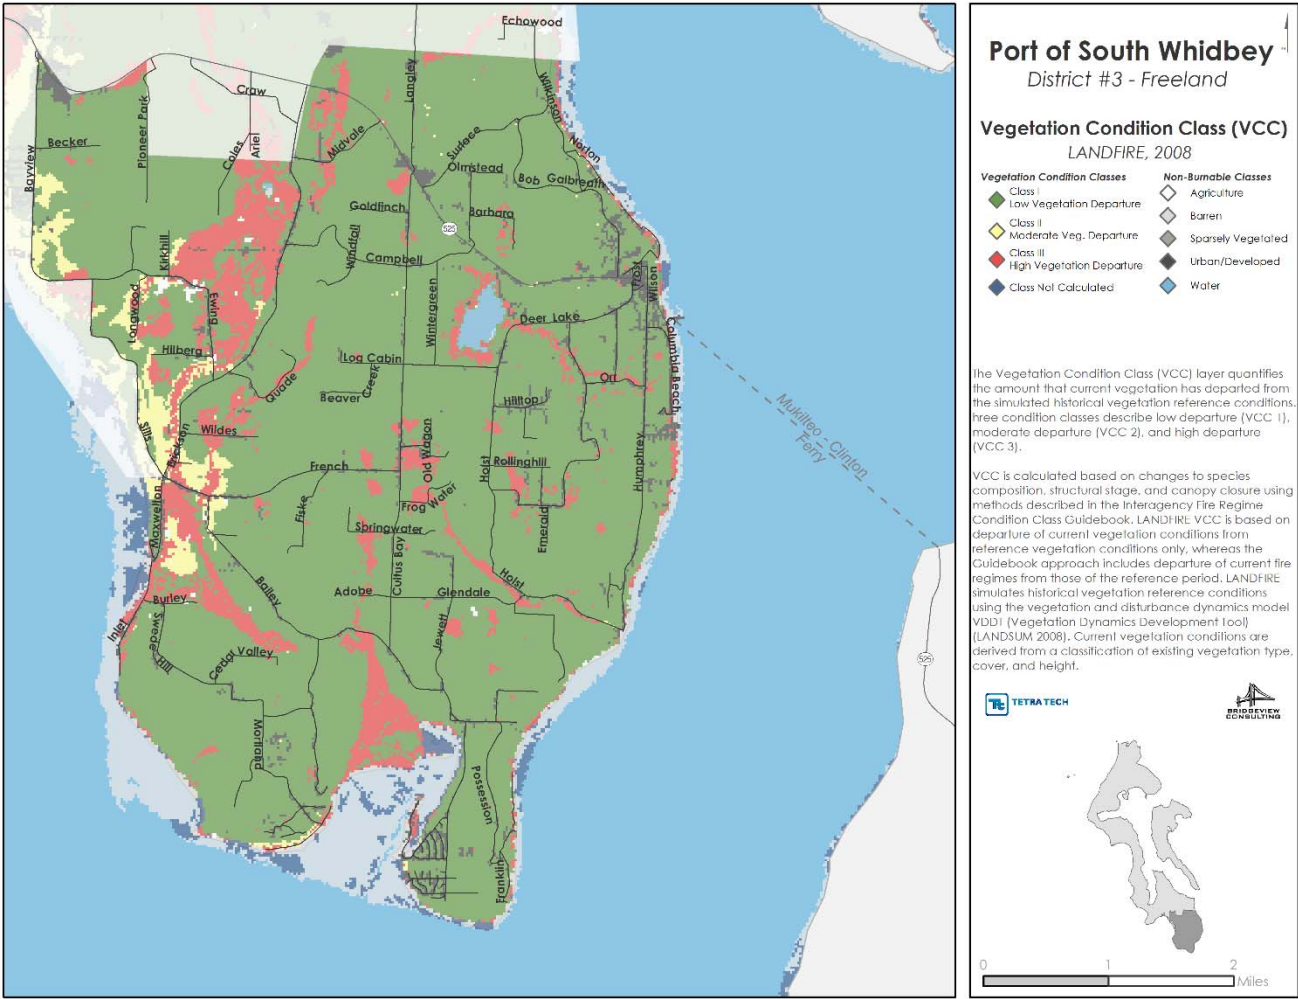 Echowood
Langley
Wilkinson
Craw
Pioneer Park
Becker
Bayview
Coles
Ariel
Midvale
Surface
Norton
Olmstead
Bob Galbreath
Goldfinch
Barbara
525
Windfall
Campbell
Kirkhill
Frost
Wilson
Longwood
Ewing
Wintergreen
Deer Lake
Columbia Beach
Hilberg
Log Cabin
Quade
Beaver Creek
Orr
Hilltop
Mukilteo - Clinton
Ferry
Sills
Erickson
Wildes
Old Wagon
French
Holst
Rollinghill
Humphrey
Maxwelton
Fiske
Frog Water
Springwater
Emerald
Cultus Bay
Bailey
Holst
Adobe
Glendale
Burley
Inlet
Swede Hill
Jewett
Cedar Valley
525
Morlland
Possession
Franklin
Port of South Whidbey
District #3 - Freeland
Vegetation Condition Class (VCC)
LANDFIRE, 2008
Vegetation Condition Classes
Class I
Low Vegetation Departure
Class II
Moderate Veg. Departure
Class III
High Vegetation Departure
Class Not Calculated
Non-Burnable Classes
Agriculture
Barren
Sparsely Vegetated
Urban/Developed
Water
The Vegetation Condition Class (VCC) layer quantifies
the amount that current vegetation has departed from
the simulated historical vegetation reference conditions.
hree condition classes describe low departure (VCC 1),
moderate departure (VCC 2), and high departure
(VCC 3).
VCC is calculated based on changes to species
composition, structural stage, and canopy closure using
methods described in the Interagency Fire Regime
Condition Class Guidebook. LANDFIRE VCC is based on
departure of current vegetation conditions from
reference vegetation conditions only, whereas the
Guidebook approach includes departure of current fire
regimes from those of the reference period. LANDFIRE
simulates historical vegetation reference conditions
using the vegetation and disturbance dynamics model
VDDT (Vegetation Dynamics Development Tool)
(LANDSUM 2008). Current vegetation conditions are
derived from a classification of existing vegetation type,
cover, and height.
TETRA TECH
BRIDGEVIEW
CONSULTING
0 1 2
Miles